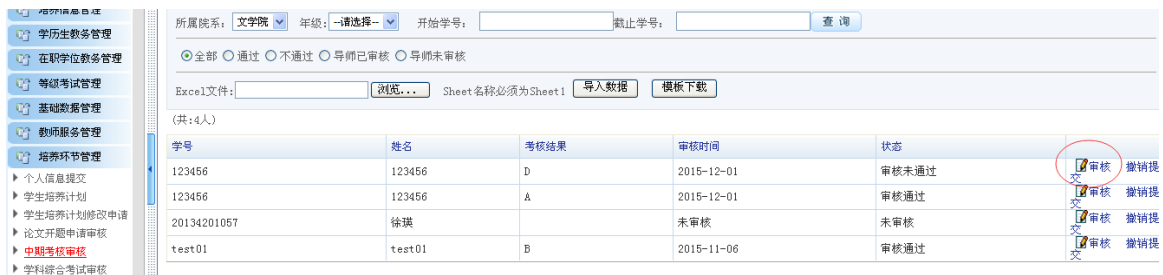 培养信息管理
学历生教务管理
在职学位教务管理
等级考试管理
基础数据管理
教师服务管理
培养环节管理
个人信息提交
学生培养计划
学生培养计划修改申请
论文开题申请审核
中期考核审核
学科综合考试审核
所属院系: 文学院 年级: --请选择-- 开始学号: 截止学号: 查 询
全部 通过 不通过 导师已审核 导师未审核
Excel文件: 浏览... Sheet名称必须为Sheet1 导入数据 模板下载
(共:4人)
学号 姓名 考核结果 审核时间 状态
123456 123456 D 2015-12-01 审核未通过 审核 撤销提交
123456 123456 A 2015-12-01 审核通过 审核 撤销提交
20134201057 徐瑛 未审核 未审核 审核 撤销提交
test01 test01 B 2015-11-06 审核通过 审核 撤销提交